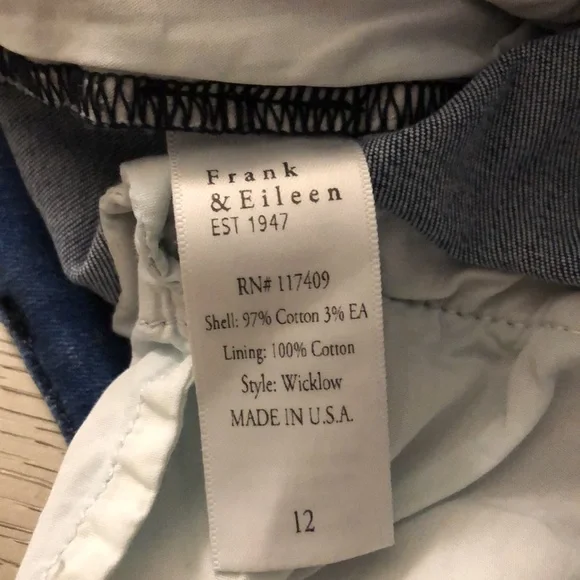 Frank
& Eileen
EST 1947
RN# 117409
Shell: 97% Cotton 3% EA
Lining: 100% Cotton
Style: Wicklow
MADE IN U.S.A.
12